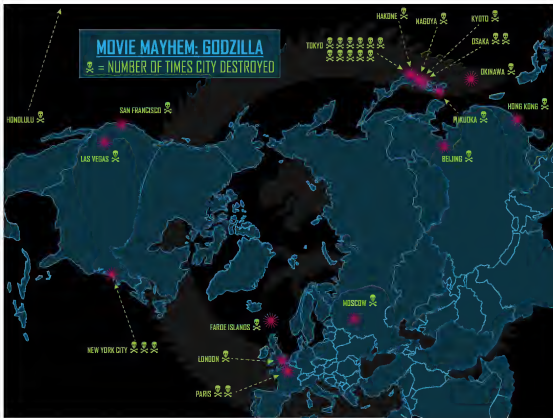 MOVIE MAYHEM: GODZILLA
= NUMBER OF TIMES CITY DESTROYED
HAKONE
NAGOYA
KYOTO
TOKYO
OSAKA
OKINAWA
HONOLULU
SAN FRANCISCO
FUKUOKA
HONG KONG
LAS VEGAS
BEIJING
MOSCOW
FAROE ISLANDS
NEW YORK CITY
LONDON
PARIS